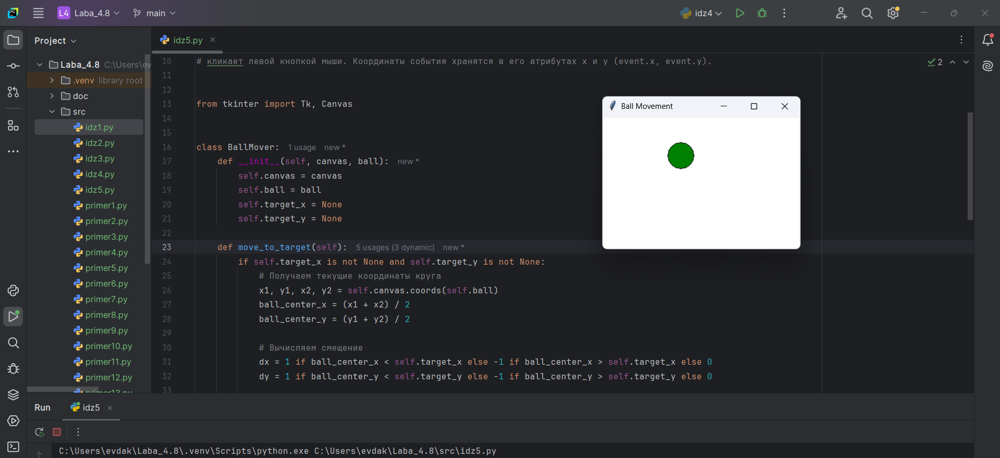 L4 Laba_4.8 main idz4
Project
idz5.py
Laba_4.8 C:\Users\ev
.venv library root
doc
src
idz1.py
idz2.py
idz3.py
idz4.py
idz5.py
primer1.py
primer2.py
primer3.py
primer4.py
primer5.py
primer6.py
primer7.py
primer8.py
primer9.py
primer10.py
primer11.py
primer12.py
primer13.py
2
10 # кликает левой кнопкой мыши. Координаты события хранятся в его атрибутах x и y (event.x, event.y).
11
12
13 from tkinter import Tk, Canvas
14
15
16 class BallMover: 1 usage new *
17 def __init__(self, canvas, ball): new *
18 self.canvas = canvas
19 self.ball = ball
20 self.target_x = None
21 self.target_y = None
22
23 def move_to_target(self): 5 usages (3 dynamic) new *
24 if self.target_x is not None and self.target_y is not None:
25 # Получаем текущие координаты круга
26 x1, y1, x2, y2 = self.canvas.coords(self.ball)
27 ball_center_x = (x1 + x2) / 2
28 ball_center_y = (y1 + y2) / 2
29
30 # Вычисляем смещение
31 dx = 1 if ball_center_x < self.target_x else -1 if ball_center_x > self.target_x else 0
32 dy = 1 if ball_center_y < self.target_y else -1 if ball_center_y > self.target_y else 0
33
Ball Movement
Run idz5
C:\Users\evdak\Laba_4.8\.venv\Scripts\python.exe C:\Users\evdak\Laba_4.8\src\idz5.py